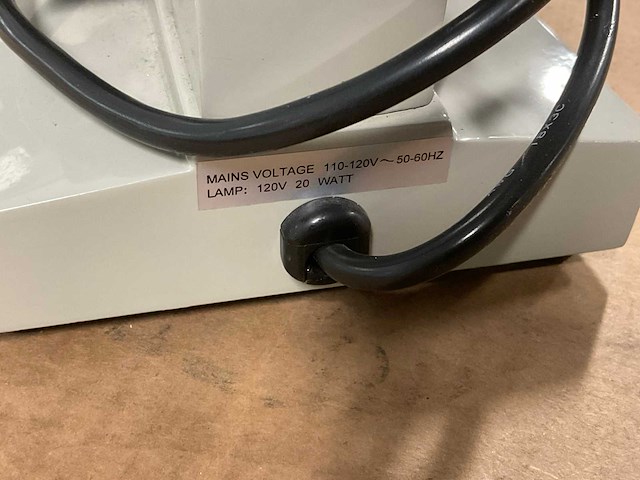 MAINS VOLTAGE 110-120V～50-60HZ
LAMP: 120V 20 WATT